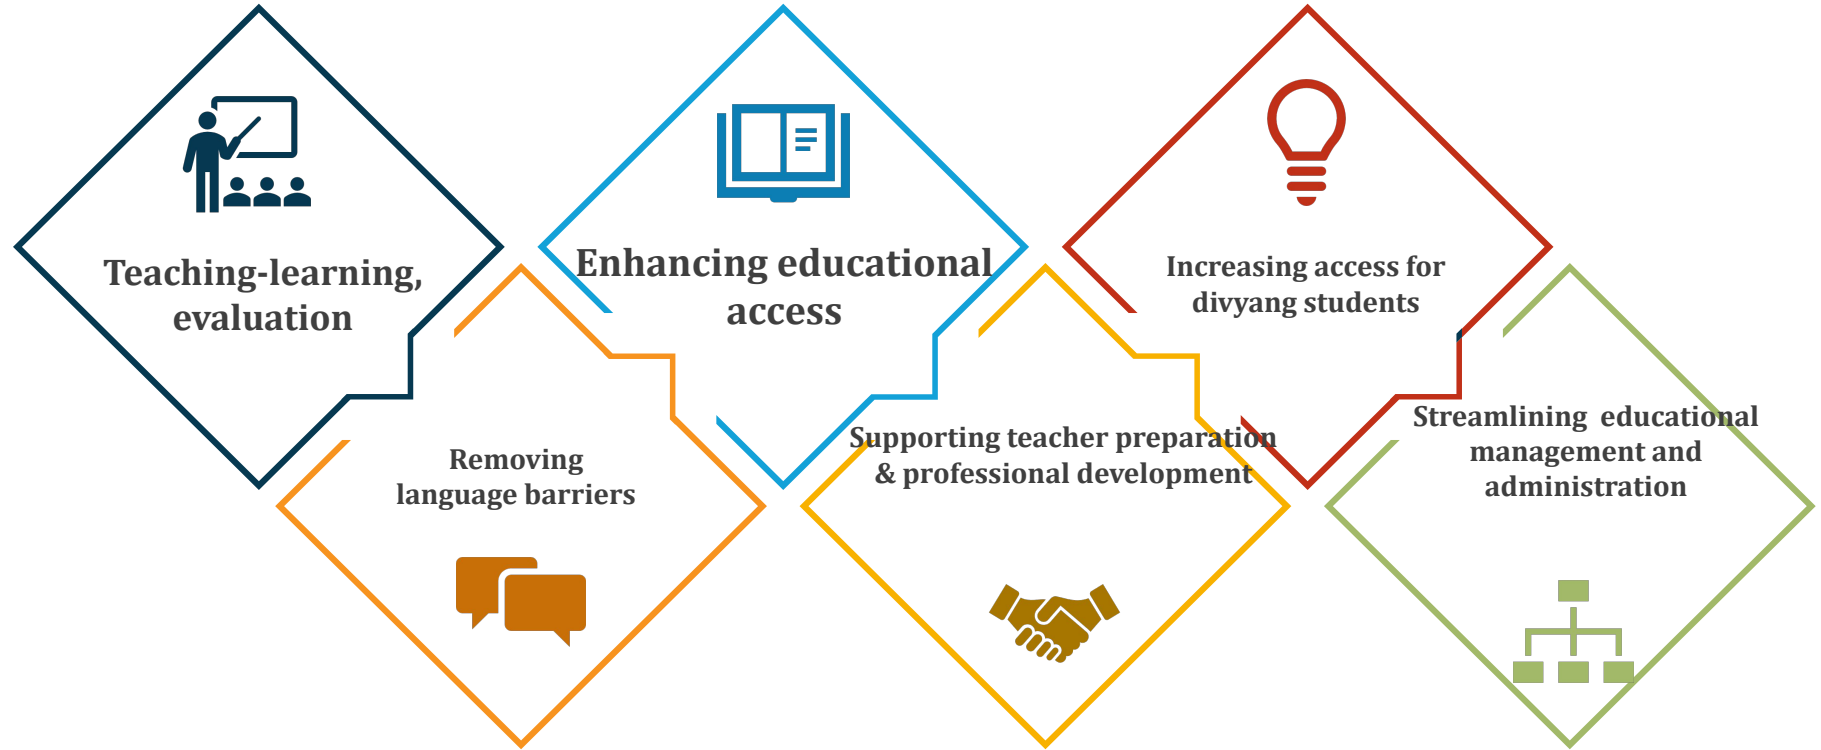 Teaching-learning,
evaluation
Removing
language barriers
Enhancing educational
access
Supporting teacher preparation
& professional development
Increasing access for
divyang students
Streamlining educational
management and
administration